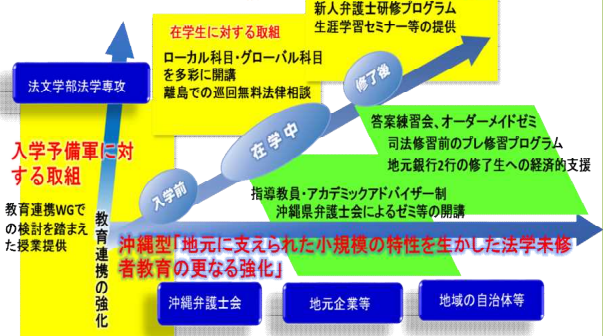 新人弁護士研修プログラム
生涯学習セミナー等の提供
在学生に対する取組
ローカル科目・グローバル科目
を多彩に開講
離島での巡回無料法律相談
法文学部法学専攻
修了後
在学中
入学前
入学予備軍に対
する取組
教育連携WGで
の検討を踏まえ
た授業提供
教育連携の強化
答案練習会、オーダーメイドゼミ
司法修習前のプレ修習プログラム
地元銀行2行の修了生への経済的支援
指導教員・アカデミックアドバイザー制
沖縄県弁護士会によるゼミ等の開講
沖縄型「地元に支えられた小規模の特性を生かした法学未修
者教育の更なる強化」
沖縄弁護士会
地元企業等
地域の自治体等